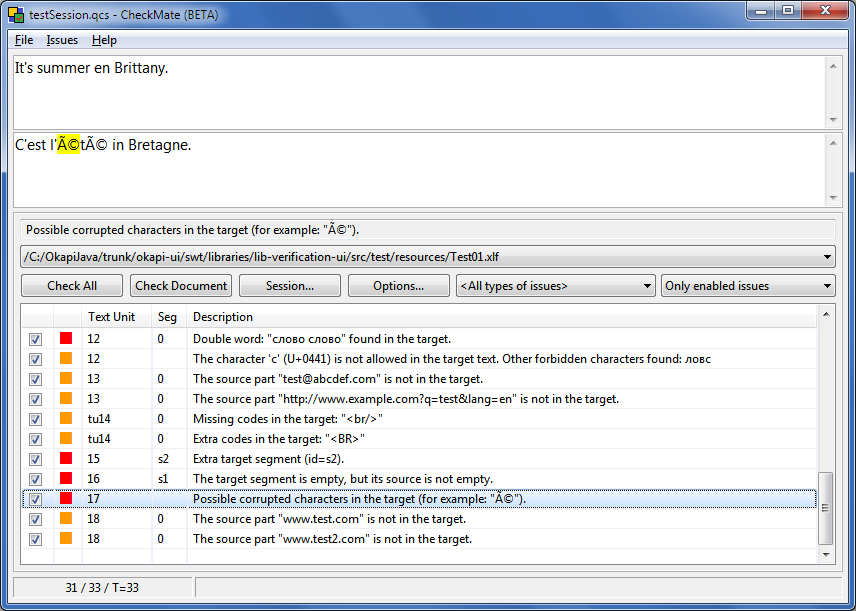 testSession.qcs - CheckMate (BETA)
File Issues Help
It's summer en Brittany.
C'est l'Ã©tÃ© in Bretagne.
Possible corrupted characters in the target (for example: "Ã©").
/C:/OkapiJava/trunk/okapi-ui/swt/libraries/lib-verification-ui/src/test/resources/Test01.xlf
Check All Check Document Session... Options... <All types of issues> Only enabled issues
Text Unit Seg Description
12 0 Double word: "слово слово" found in the target.
12 The character 'с' (U+0441) is not allowed in the target text. Other forbidden characters found: ловс
13 0 The source part "test@abcdef.com" is not in the target.
13 0 The source part "http://www.example.com?q=test&lang=en" is not in the target.
tu14 0 Missing codes in the target: "<br/>"
tu14 0 Extra codes in the target: "<BR>"
15 s2 Extra target segment (id=s2).
16 s1 The target segment is empty, but its source is not empty.
17 Possible corrupted characters in the target (for example: "Ã©").
18 0 The source part "www.test.com" is not in the target.
18 0 The source part "www.test2.com" is not in the target.
31 / 33 / T=33